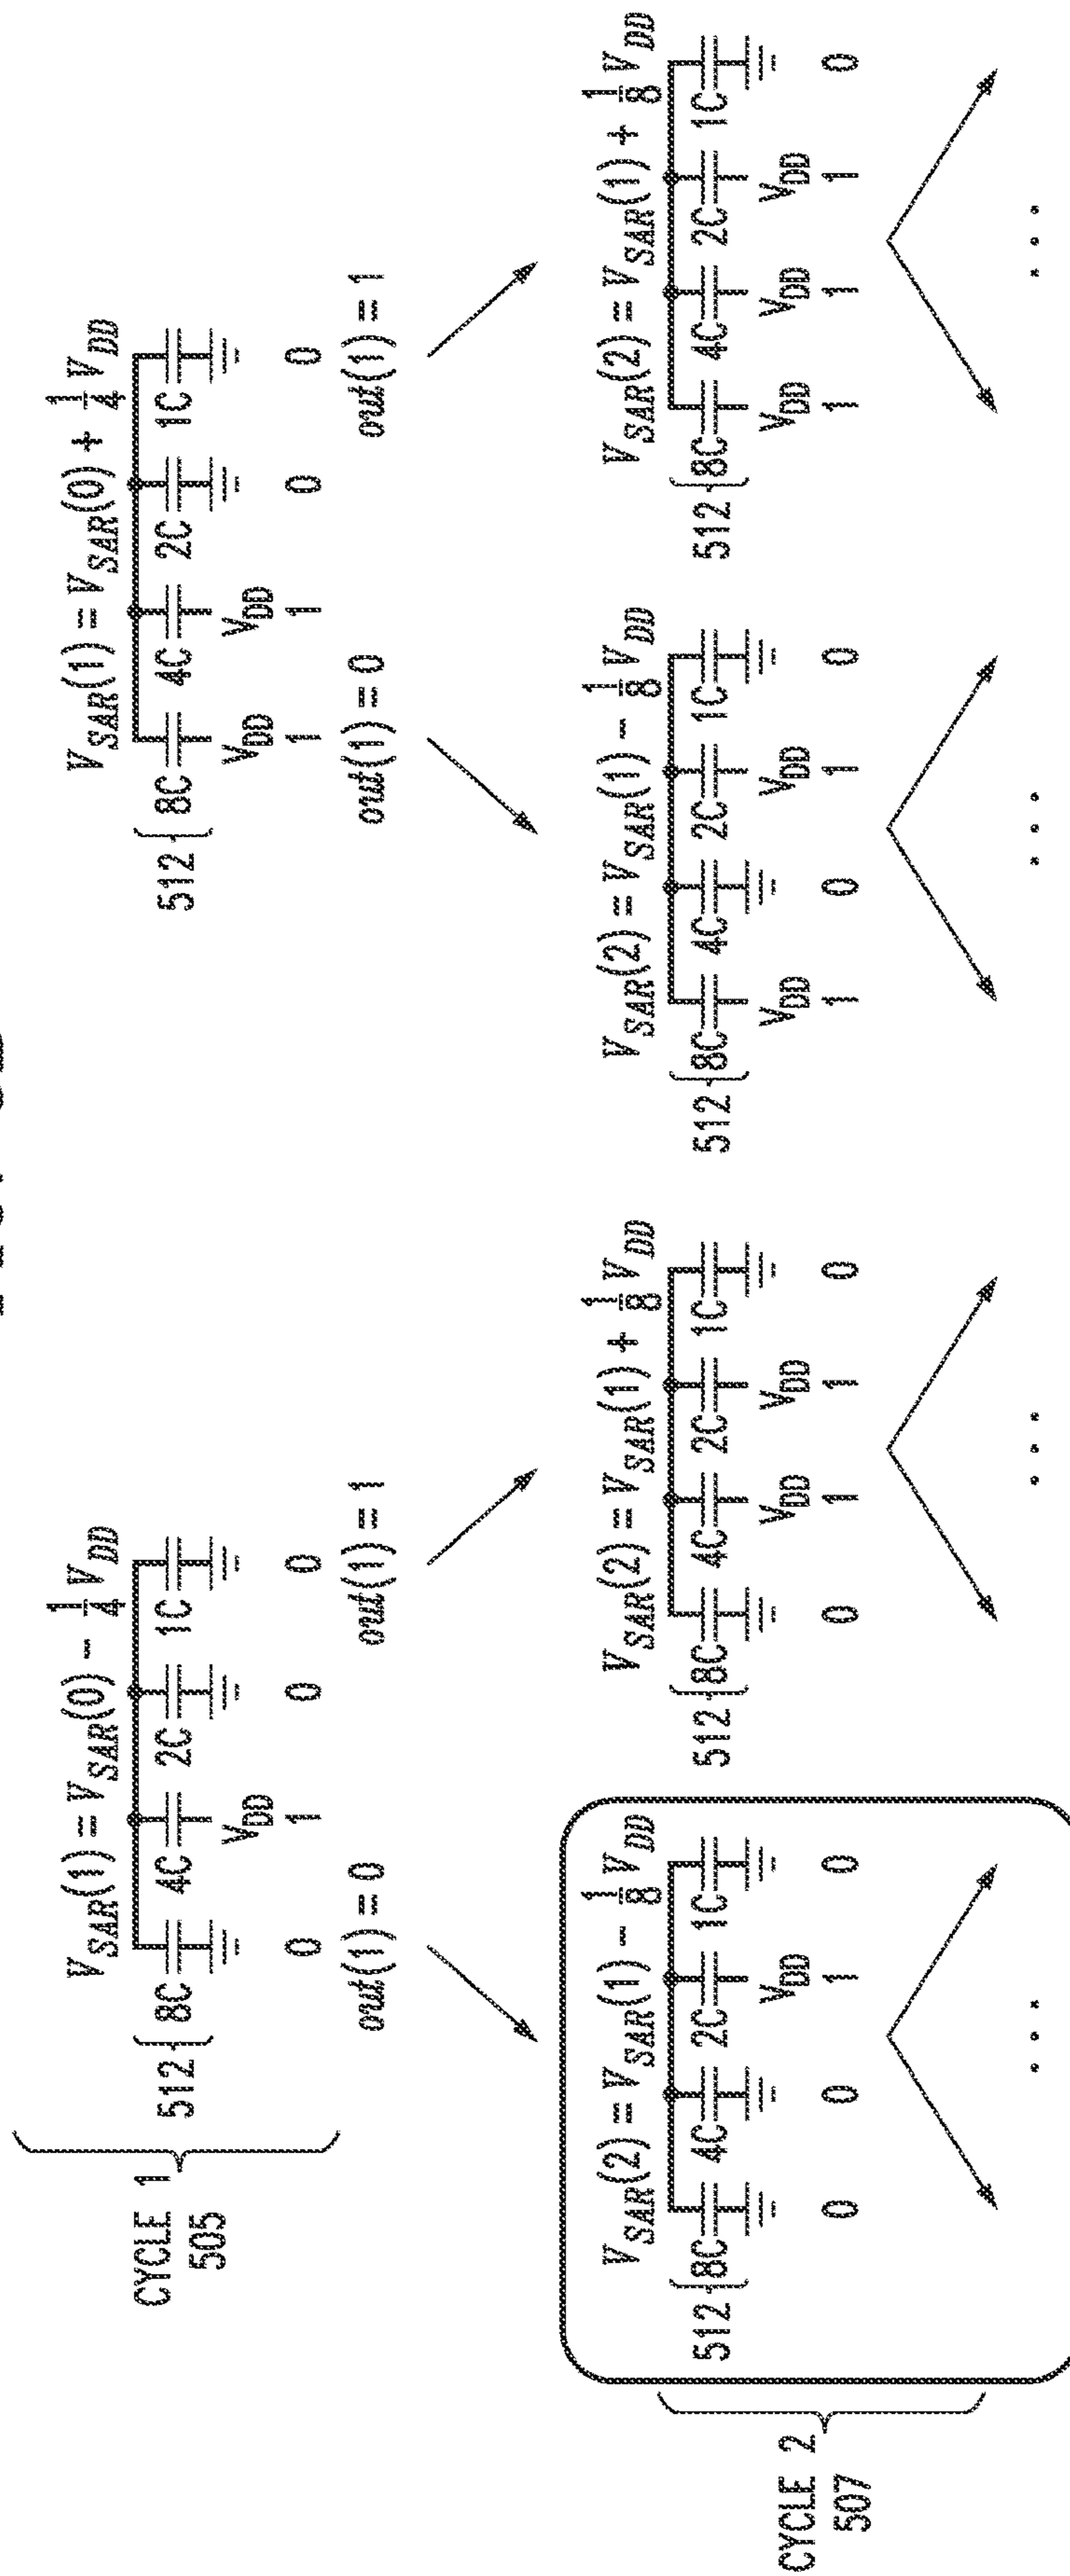 CYCLE 1
505
V_SAR(1) = V_SAR(0) - 1/4 V_DD
512 8C 4C 2C 1C
V_DD
0 1 0 0
out(1) = 0 out(1) = 1
V_SAR(1) = V_SAR(0) + 1/4 V_DD
512 8C 4C 2C 1C
V_DD V_DD
1 1 0 0
out(1) = 0 out(1) = 1
CYCLE 2
507
V_SAR(2) = V_SAR(1) - 1/8 V_DD
512 8C 4C 2C 1C
V_DD
0 0 1 0
V_SAR(2) = V_SAR(1) + 1/8 V_DD
512 8C 4C 2C 1C
V_DD V_DD
0 1 1 0
V_SAR(2) = V_SAR(1) - 1/8 V_DD
512 8C 4C 2C 1C
V_DD V_DD
1 0 1 0
V_SAR(2) = V_SAR(1) + 1/8 V_DD
512 8C 4C 2C 1C
V_DD V_DD V_DD
1 1 1 0